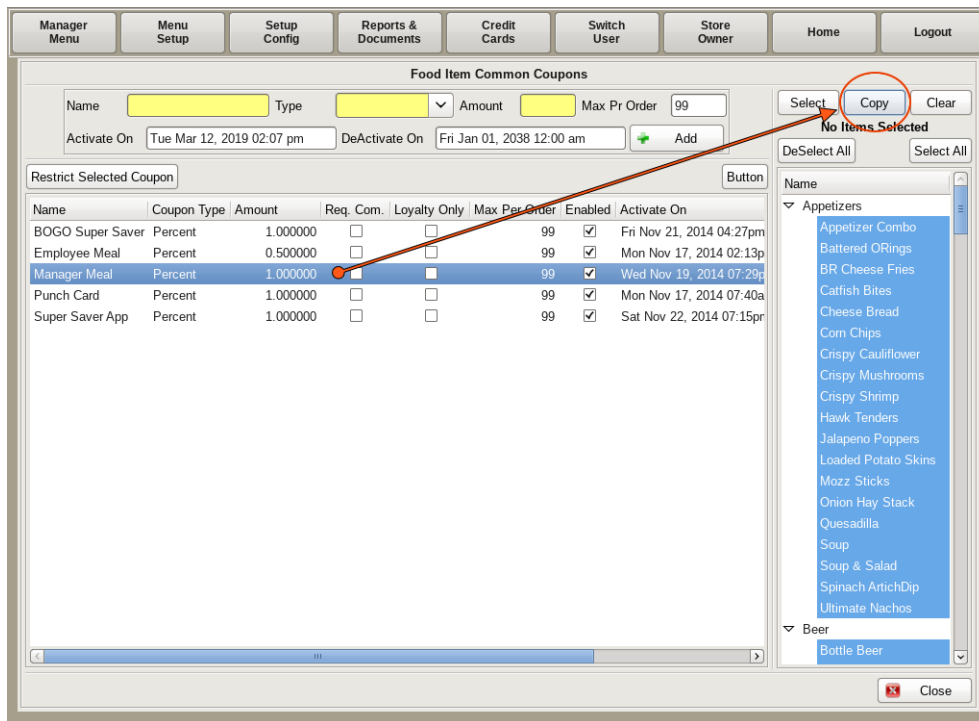 Manager Menu Menu Setup Setup Config Reports & Documents Credit Cards Switch User Store Owner Home Logout
Food Item Common Coupons
Name Type Amount Max Pr Order 99
Activate On Tue Mar 12, 2019 02:07 pm DeActivate On Fri Jan 01, 2038 12:00 am Add
Select Copy Clear
No Items Selected
DeSelect All Select All
Restrict Selected Coupon Button
Name Coupon Type Amount Req. Com. Loyalty Only Max Per Order Enabled Activate On
BOGO Super Saver Percent 1.000000 99 Fri Nov 21, 2014 04:27pm
Employee Meal Percent 0.500000 99 Mon Nov 17, 2014 02:13p
Manager Meal Percent 1.000000 99 Wed Nov 19, 2014 07:29p
Punch Card Percent 1.000000 99 Mon Nov 17, 2014 07:40a
Super Saver App Percent 1.000000 99 Sat Nov 22, 2014 07:15pr
Name
Appetizers
Appetizer Combo
Battered ORings
BR Cheese Fries
Catfish Bites
Cheese Bread
Corn Chips
Crispy Cauliflower
Crispy Mushrooms
Crispy Shrimp
Hawk Tenders
Jalapeno Poppers
Loaded Potato Skins
Mozz Sticks
Onion Hay Stack
Quesadilla
Soup
Soup & Salad
Spinach ArtichDip
Ultimate Nachos
Beer
Bottle Beer
Close